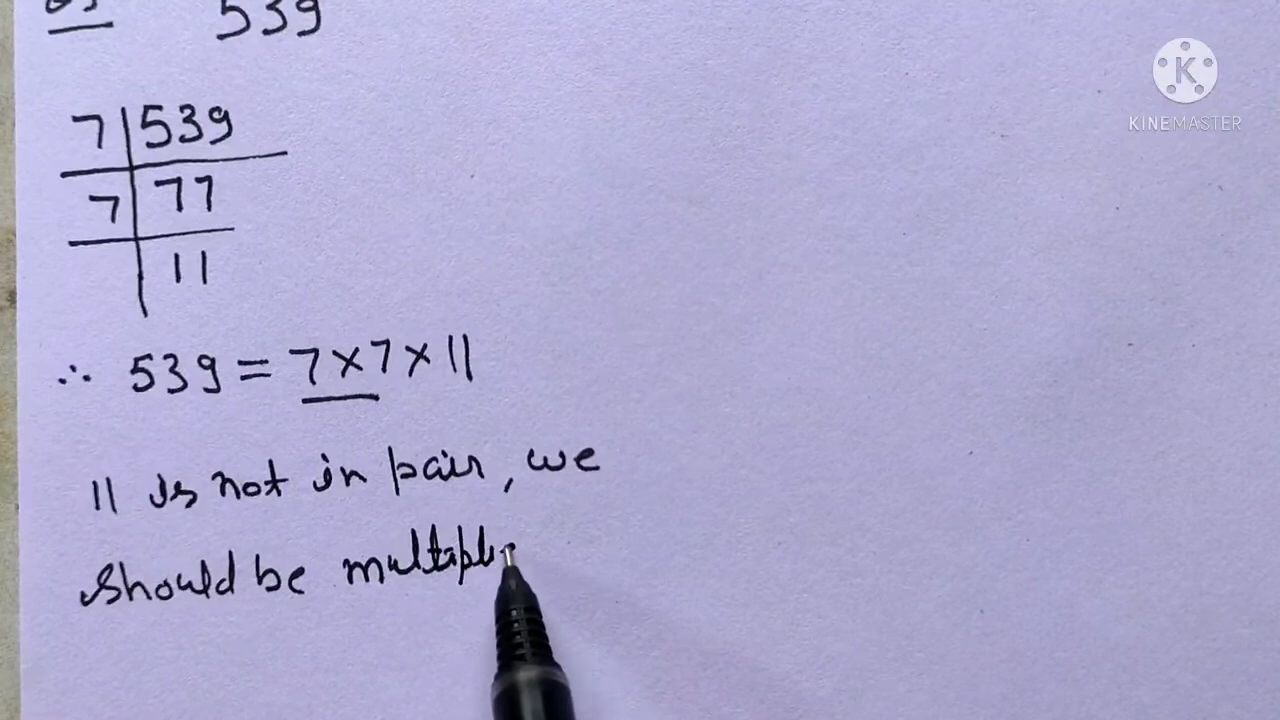 539
7 | 539
7 | 77
11
∴ 539 = 7 × 7 × 11
11 is not in pair, we
should be multiple
K
KINEMASTER